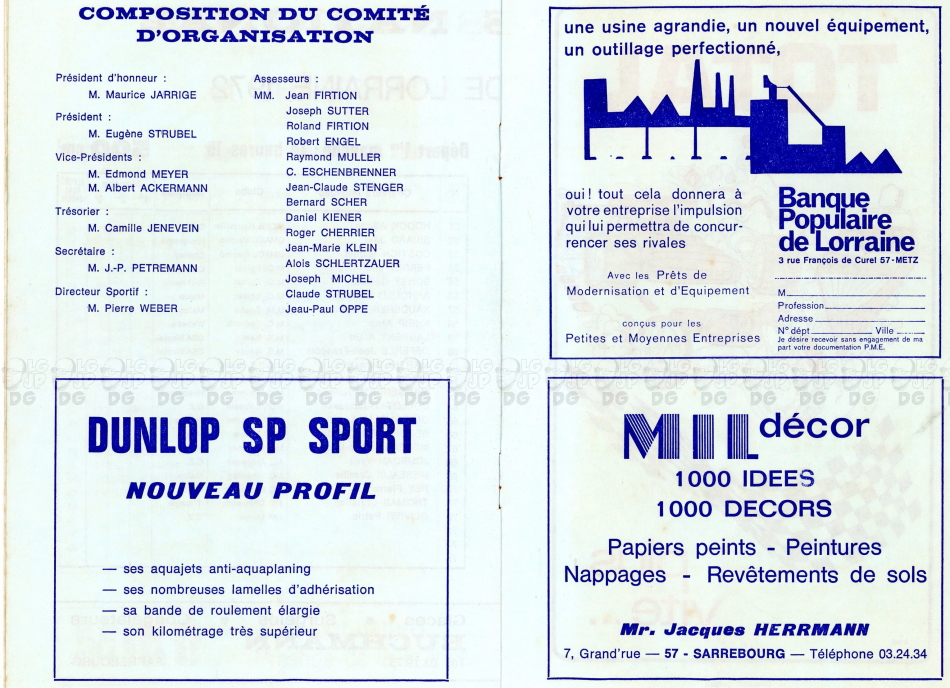 COMPOSITION DU COMITÉ
D'ORGANISATION
Président d'honneur :
M. Maurice JARRIGE
Président :
M. Eugène STRUBEL
Vice-Présidents :
M. Edmond MEYER
M. Albert ACKERMANN
Trésorier :
M. Camille JENEVEIN
Secrétaire :
M. J.-P. PETREMANN
Directeur Sportif :
M. Pierre WEBER
Assesseurs :
MM. Jean FIRTION
Joseph SUTTER
Roland FIRTION
Robert ENGEL
Raymond MULLER
C. ESCHENBRENNER
Jean-Claude STENGER
Bernard SCHER
Daniel KIENER
Roger CHERRIER
Jean-Marie KLEIN
Alois SCHLERTZAUER
Joseph MICHEL
Claude STRUBEL
Jeau-Paul OPPE
une usine agrandie, un nouvel équipement,
un outillage perfectionné,
oui! tout cela donnera à
votre entreprise l'impulsion
qui lui permettra de concur-
rencer ses rivales
Avec les Prêts de
Modernisation et d'Equipement
conçus pour les
Petites et Moyennes Entreprises
Banque
Populaire
de Lorraine
3 rue François de Curel 57-METZ
M
Profession
Adresse
N° dépt Ville
Je désire recevoir sans engagement de ma
part votre documentation P.M.E.
DUNLOP SP SPORT
NOUVEAU PROFIL
— ses aquajets anti-aquaplaning
— ses nombreuses lamelles d'adhérisation
— sa bande de roulement élargie
— son kilométrage très supérieur
MIL décor
1000 IDEES
1000 DECORS
Papiers peints - Peintures
Nappages - Revêtements de sols
Mr. Jacques HERRMANN
7, Grand'rue — 57 - SARREBOURG — Téléphone 03.24.34